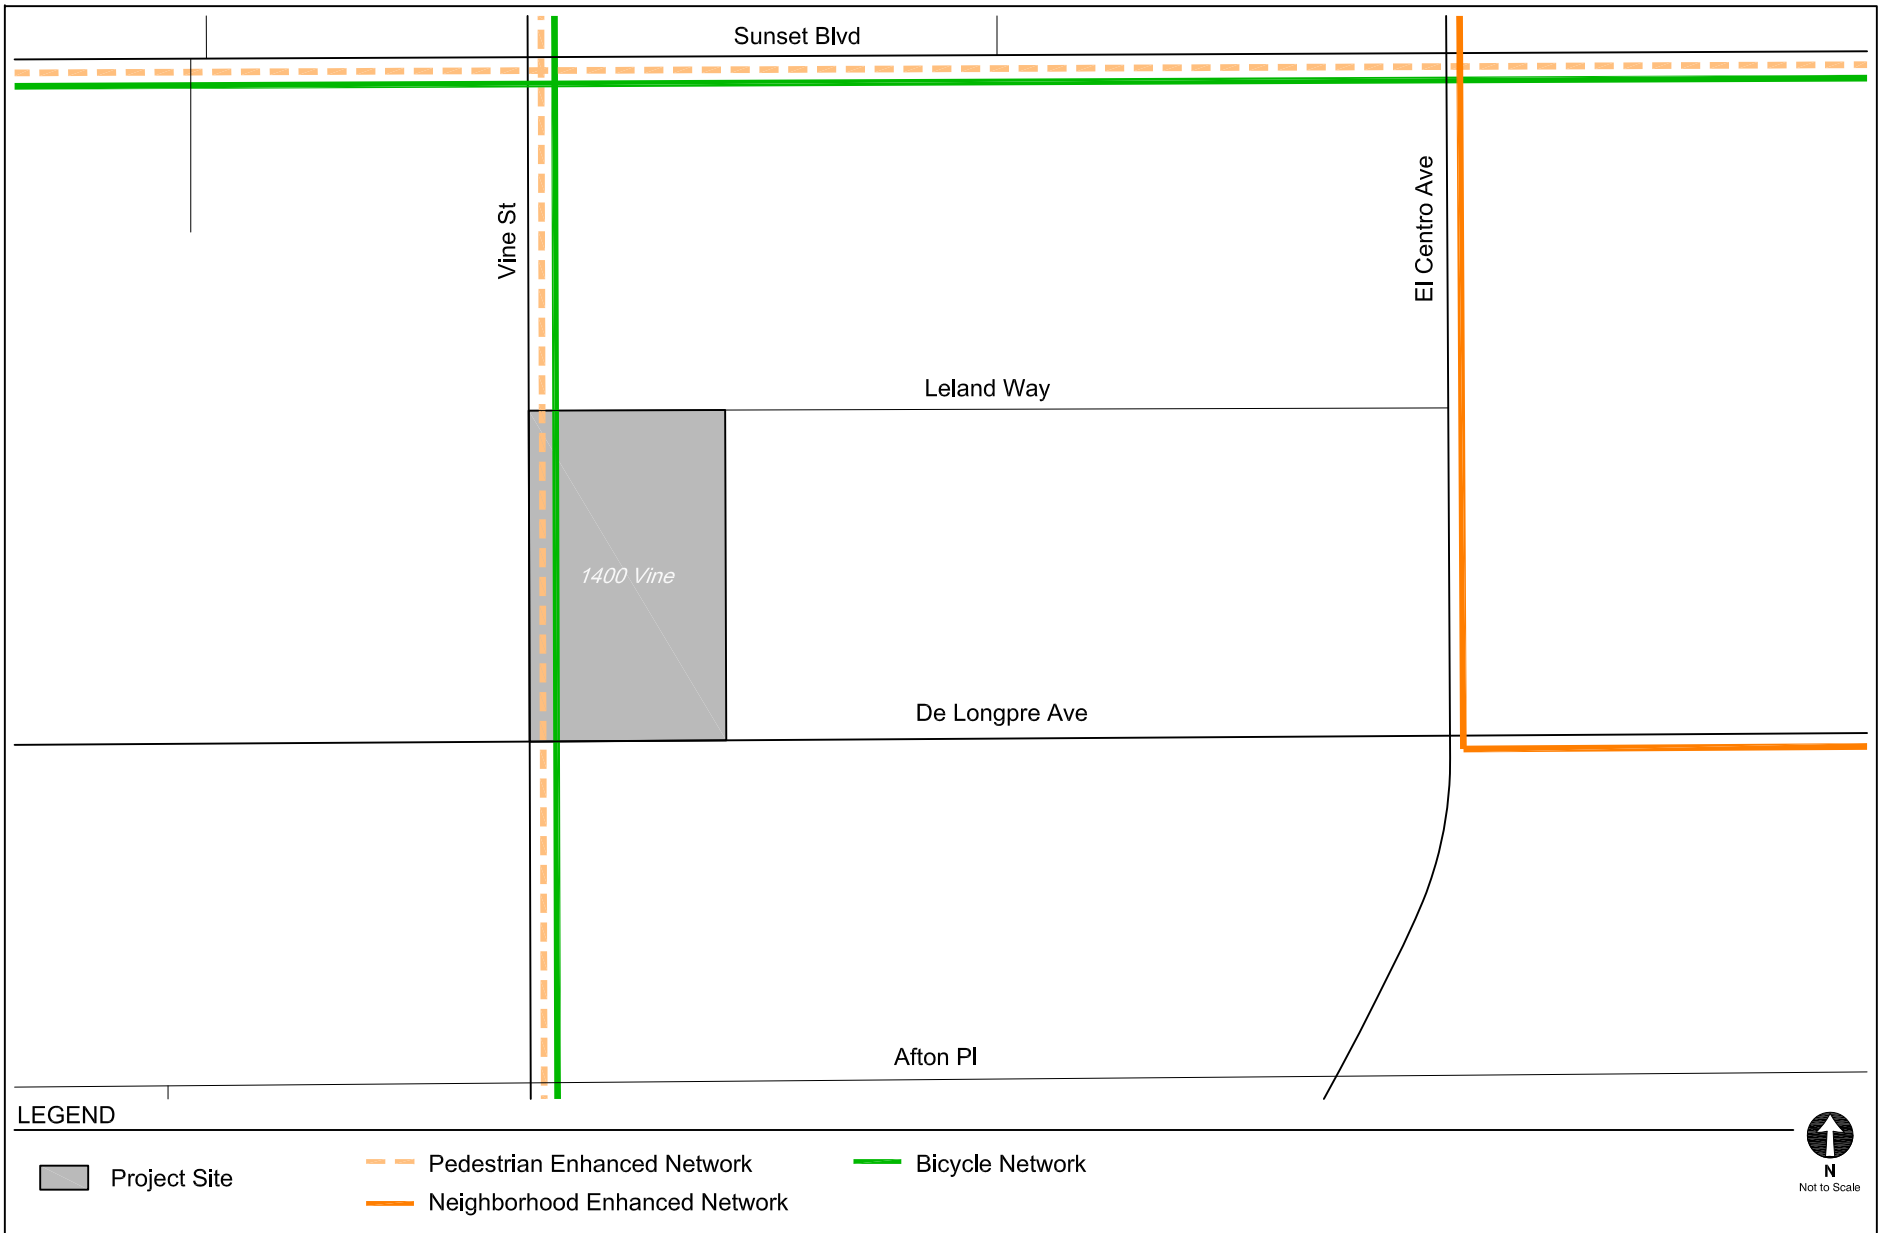 Sunset Blvd
Vine St
El Centro Ave
Leland Way
1400 Vine
De Longpre Ave
Afton Pl
LEGEND
Project Site
Pedestrian Enhanced Network
Neighborhood Enhanced Network
Bicycle Network
N
Not to Scale